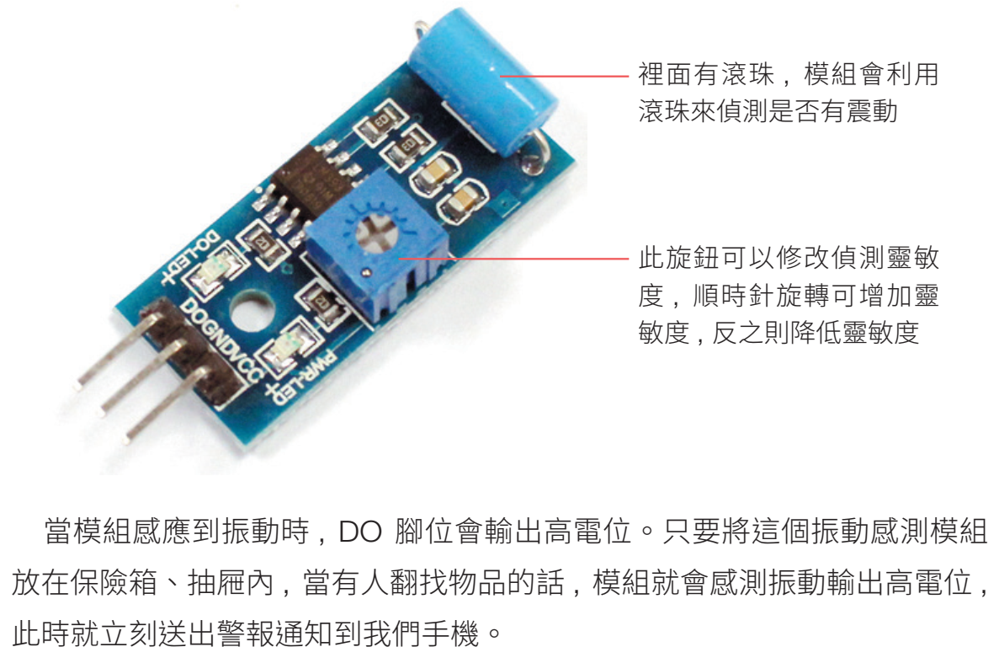 裡面有滾珠，模組會利用
滾珠來偵測是否有震動
此旋鈕可以修改偵測靈敏
度，順時針旋轉可增加靈
敏度，反之則降低靈敏度
DO-LED+
DOGNDVCC
PWR-LED+
當模組感應到振動時，DO 腳位會輸出高電位。只要將這個振動感測模組
放在保險箱、抽屜內，當有人翻找物品的話，模組就會感測振動輸出高電位，
此時就立刻送出警報通知到我們手機。